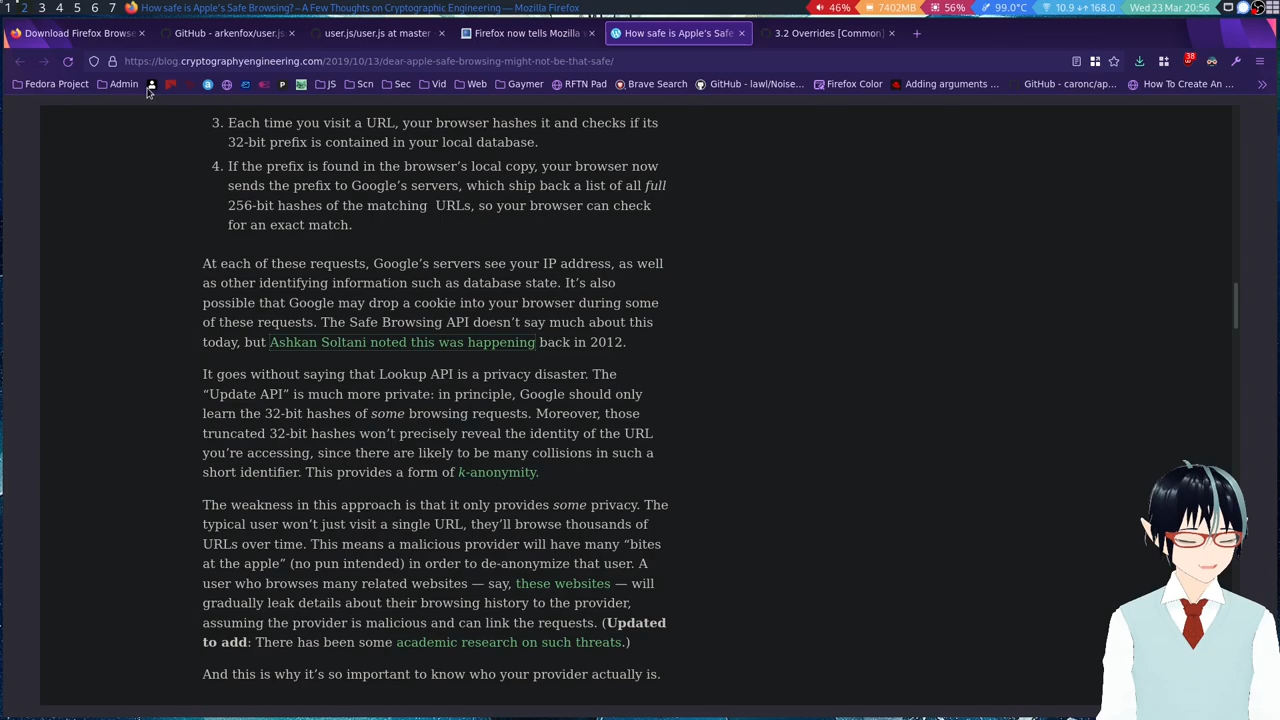 1 2 3 4 5 6 7 How safe is Apple's Safe Browsing? – A Few Thoughts on Cryptographic Engineering — Mozilla Firefox 46% 7402MB 56% 99.0°C 10.9 168.0 Wed 23 Mar 20:56
Download Firefox Browse GitHub - arkenfox/user.js: user.js/user.js at master · Firefox now tells Mozilla How safe is Apple's Safe 3.2 Overrides [Common]
https://blog.cryptographyengineering.com/2019/10/13/dear-apple-safe-browsing-might-not-be-that-safe/ 38
Fedora Project Admin JS Scn Sec Vid Web Gaymer RFTN Pad Brave Search GitHub - lawl/Noise... Firefox Color Adding arguments ... GitHub - caronc/ap... How To Create An ...
3. Each time you visit a URL, your browser hashes it and checks if its
32-bit prefix is contained in your local database.
4. If the prefix is found in the browser's local copy, your browser now
sends the prefix to Google's servers, which ship back a list of all full
256-bit hashes of the matching URLs, so your browser can check
for an exact match.
At each of these requests, Google's servers see your IP address, as well
as other identifying information such as database state. It's also
possible that Google may drop a cookie into your browser during some
of these requests. The Safe Browsing API doesn't say much about this
today, but Ashkan Soltani noted this was happening back in 2012.
It goes without saying that Lookup API is a privacy disaster. The
“Update API” is much more private: in principle, Google should only
learn the 32-bit hashes of some browsing requests. Moreover, those
truncated 32-bit hashes won't precisely reveal the identity of the URL
you're accessing, since there are likely to be many collisions in such a
short identifier. This provides a form of k-anonymity.
The weakness in this approach is that it only provides some privacy. The
typical user won't just visit a single URL, they'll browse thousands of
URLs over time. This means a malicious provider will have many “bites
at the apple” (no pun intended) in order to de-anonymize that user. A
user who browses many related websites — say, these websites — will
gradually leak details about their browsing history to the provider,
assuming the provider is malicious and can link the requests. (Updated
to add: There has been some academic research on such threats.)
And this is why it's so important to know who your provider actually is.